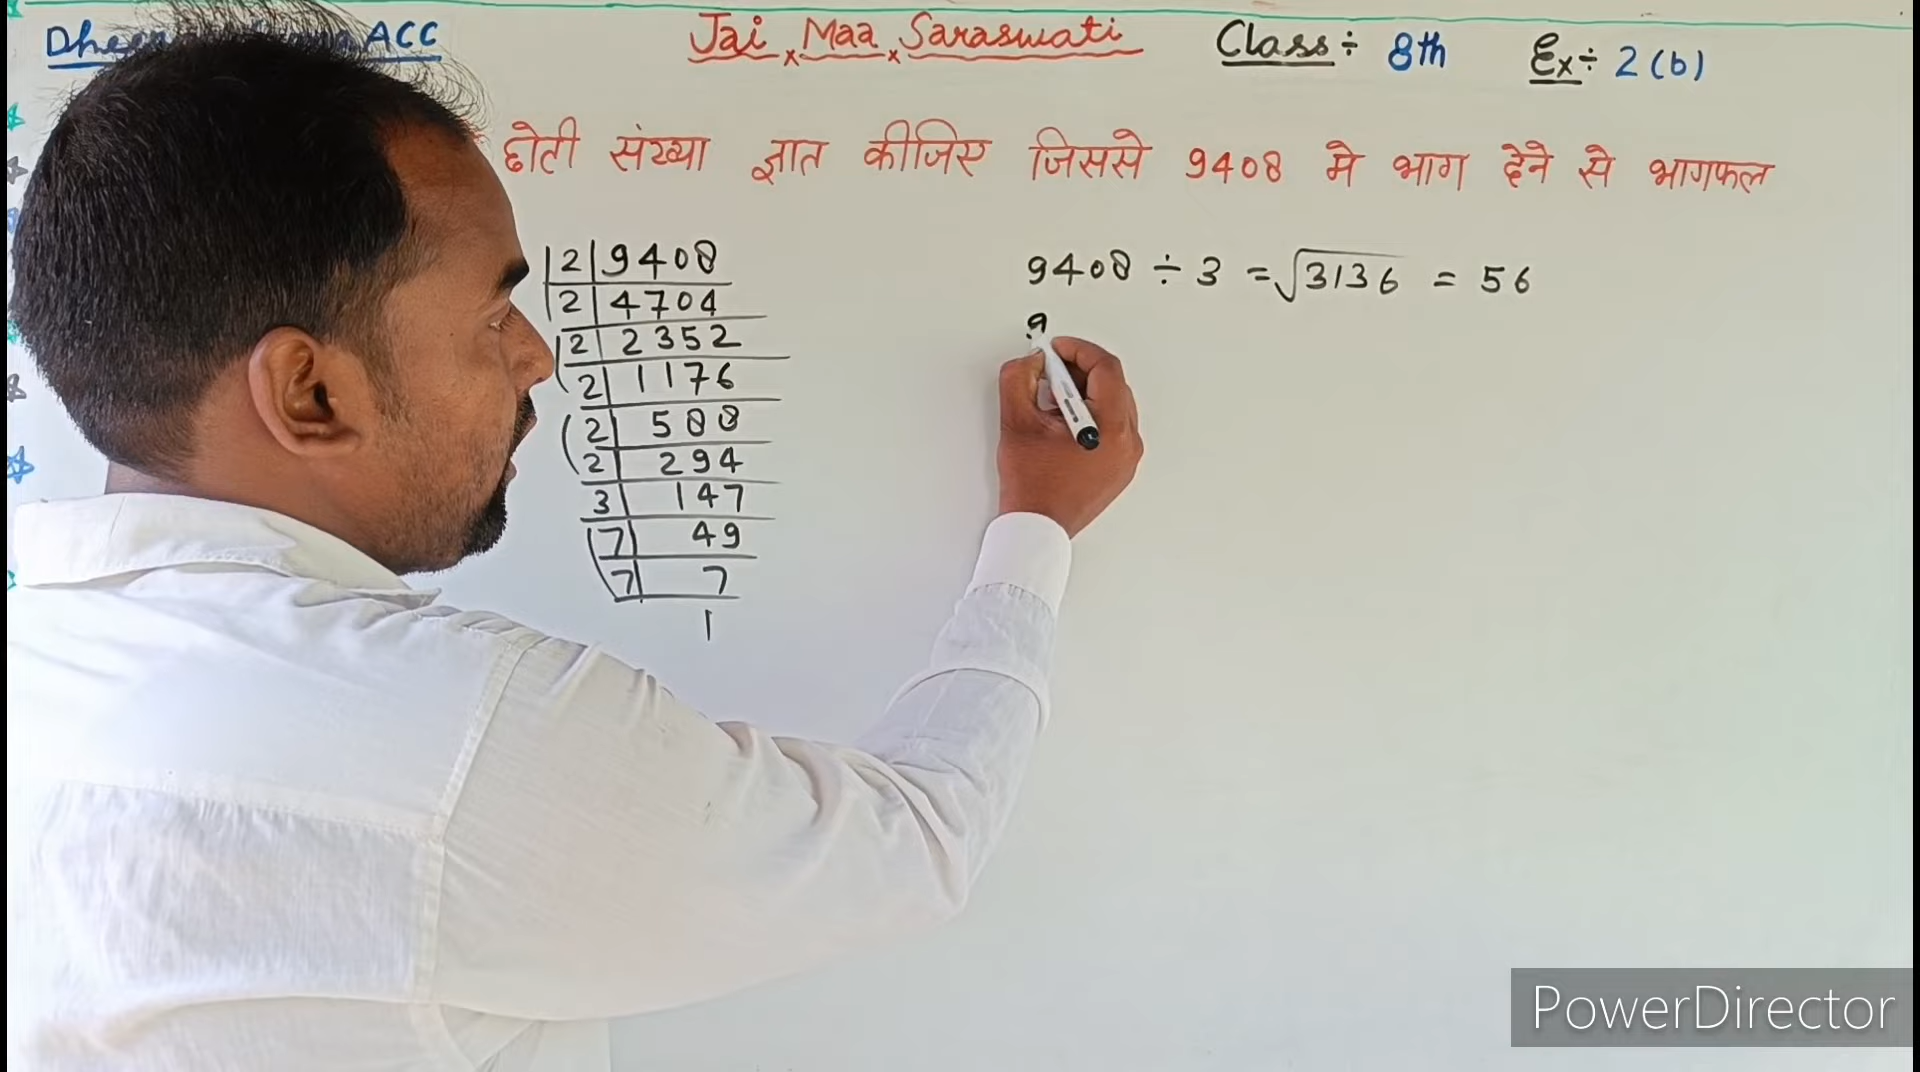 ACC Jai Maa Saraswati Class÷ 8th Ex÷ 2(b)
छोटी संख्या ज्ञात कीजिए जिससे 9408 मे भाग देने से भागफल
2 9408
2 4704
2 2352
2 1176
2 588
2 294
3 147
7 49
7 7
1
9408 ÷ 3 = √3136 = 56
9
PowerDirector